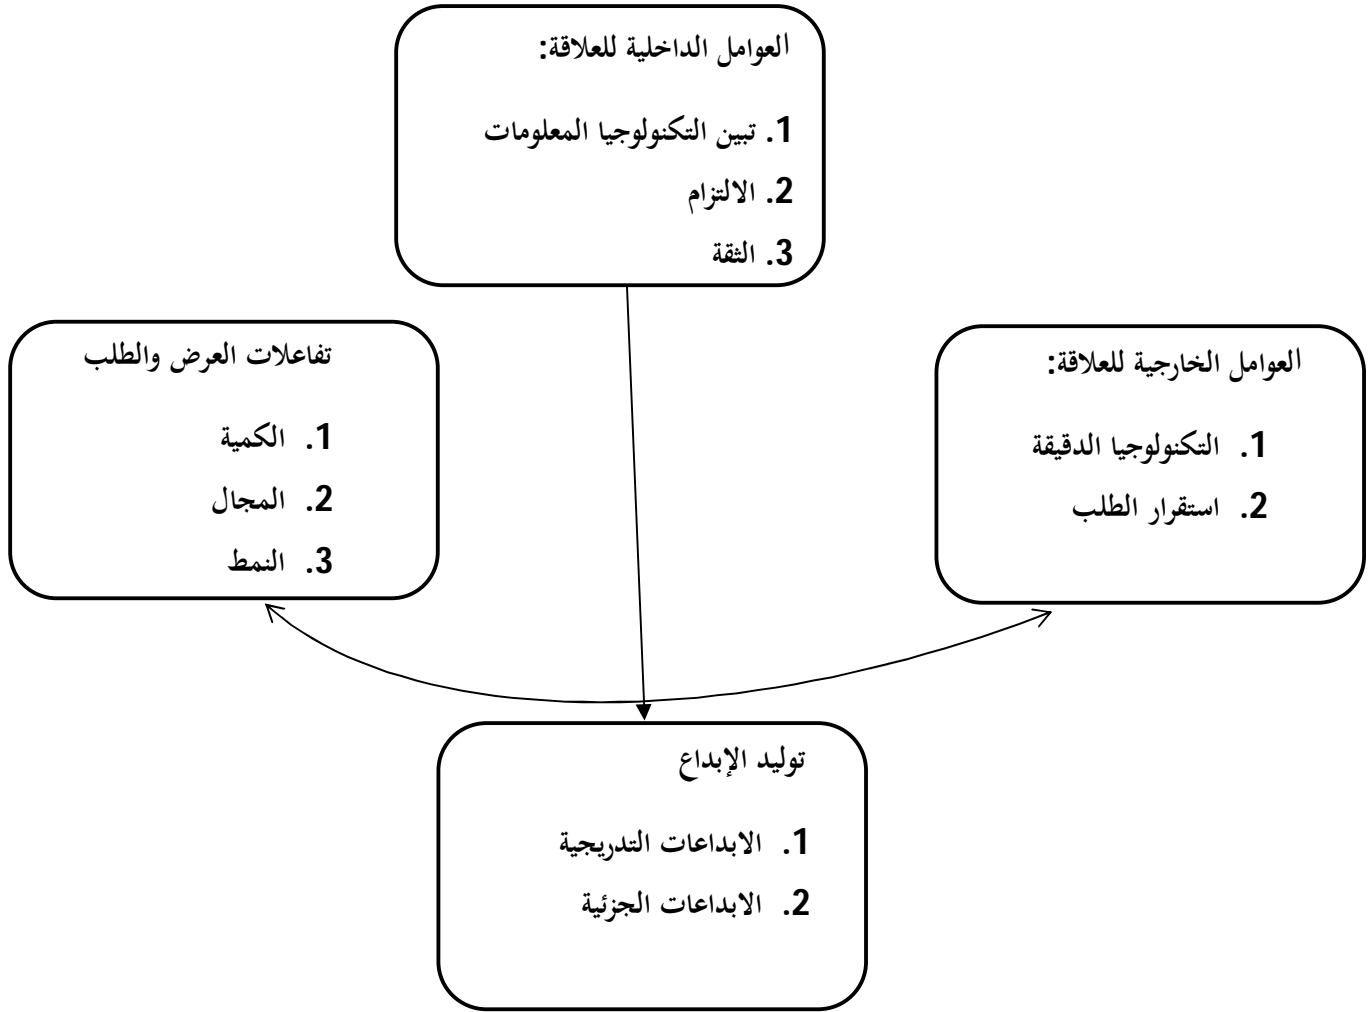 العوامل الداخلية للعلاقة:
1. تبين التكنولوجيا المعلومات
2. الالتزام
3. الثقة
العوامل الخارجية للعلاقة:
1. التكنولوجيا الدقيقة
2. استقرار الطلب
تفاعلات العرض والطلب
1. الكمية
2. المجال
3. النمط
توليد الإبداع
1. الابداعات التدريجية
2. الابداعات الجزئية